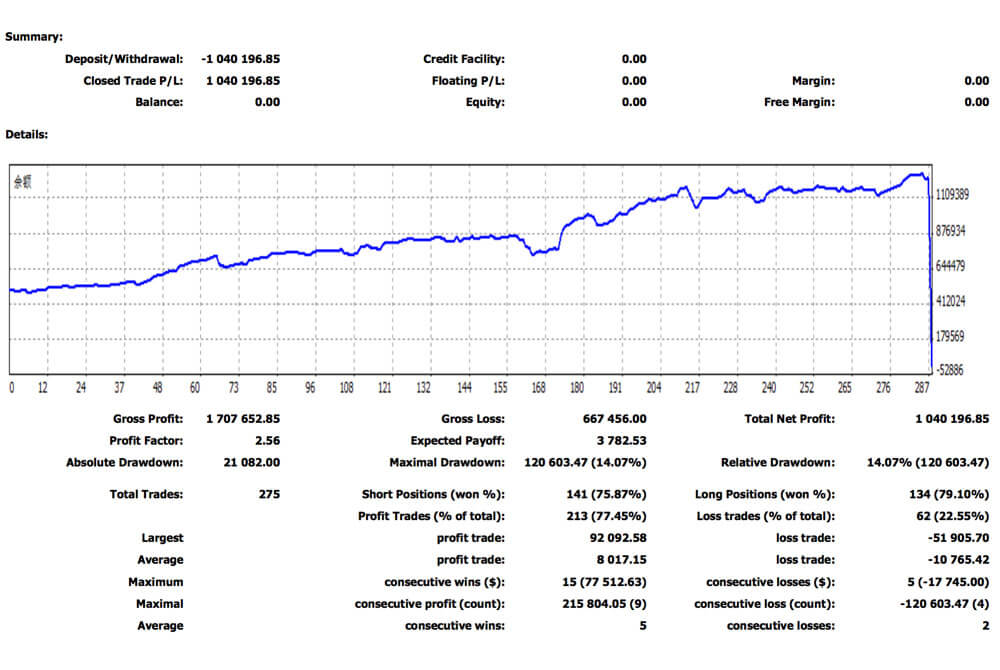 Summary:
Deposit/Withdrawal: -1 040 196.85 Credit Facility: 0.00
Closed Trade P/L: 1 040 196.85 Floating P/L: 0.00 Margin: 0.00
Balance: 0.00 Equity: 0.00 Free Margin: 0.00
Details:
余额
1109389
876934
644479
412024
179569
-52886
0 12 24 37 48 60 73 85 96 108 121 132 144 155 168 180 191 204 217 228 240 252 265 276 287
Gross Profit: 1 707 652.85 Gross Loss: 667 456.00 Total Net Profit: 1 040 196.85
Profit Factor: 2.56 Expected Payoff: 3 782.53
Absolute Drawdown: 21 082.00 Maximal Drawdown: 120 603.47 (14.07%) Relative Drawdown: 14.07% (120 603.47)
Total Trades: 275 Short Positions (won %): 141 (75.87%) Long Positions (won %): 134 (79.10%)
Profit Trades (% of total): 213 (77.45%) Loss trades (% of total): 62 (22.55%)
Largest profit trade: 92 092.58 loss trade: -51 905.70
Average profit trade: 8 017.15 loss trade: -10 765.42
Maximum consecutive wins ($): 15 (77 512.63) consecutive losses ($): 5 (-17 745.00)
Maximal consecutive profit (count): 215 804.05 (9) consecutive loss (count): -120 603.47 (4)
Average consecutive wins: 5 consecutive losses: 2